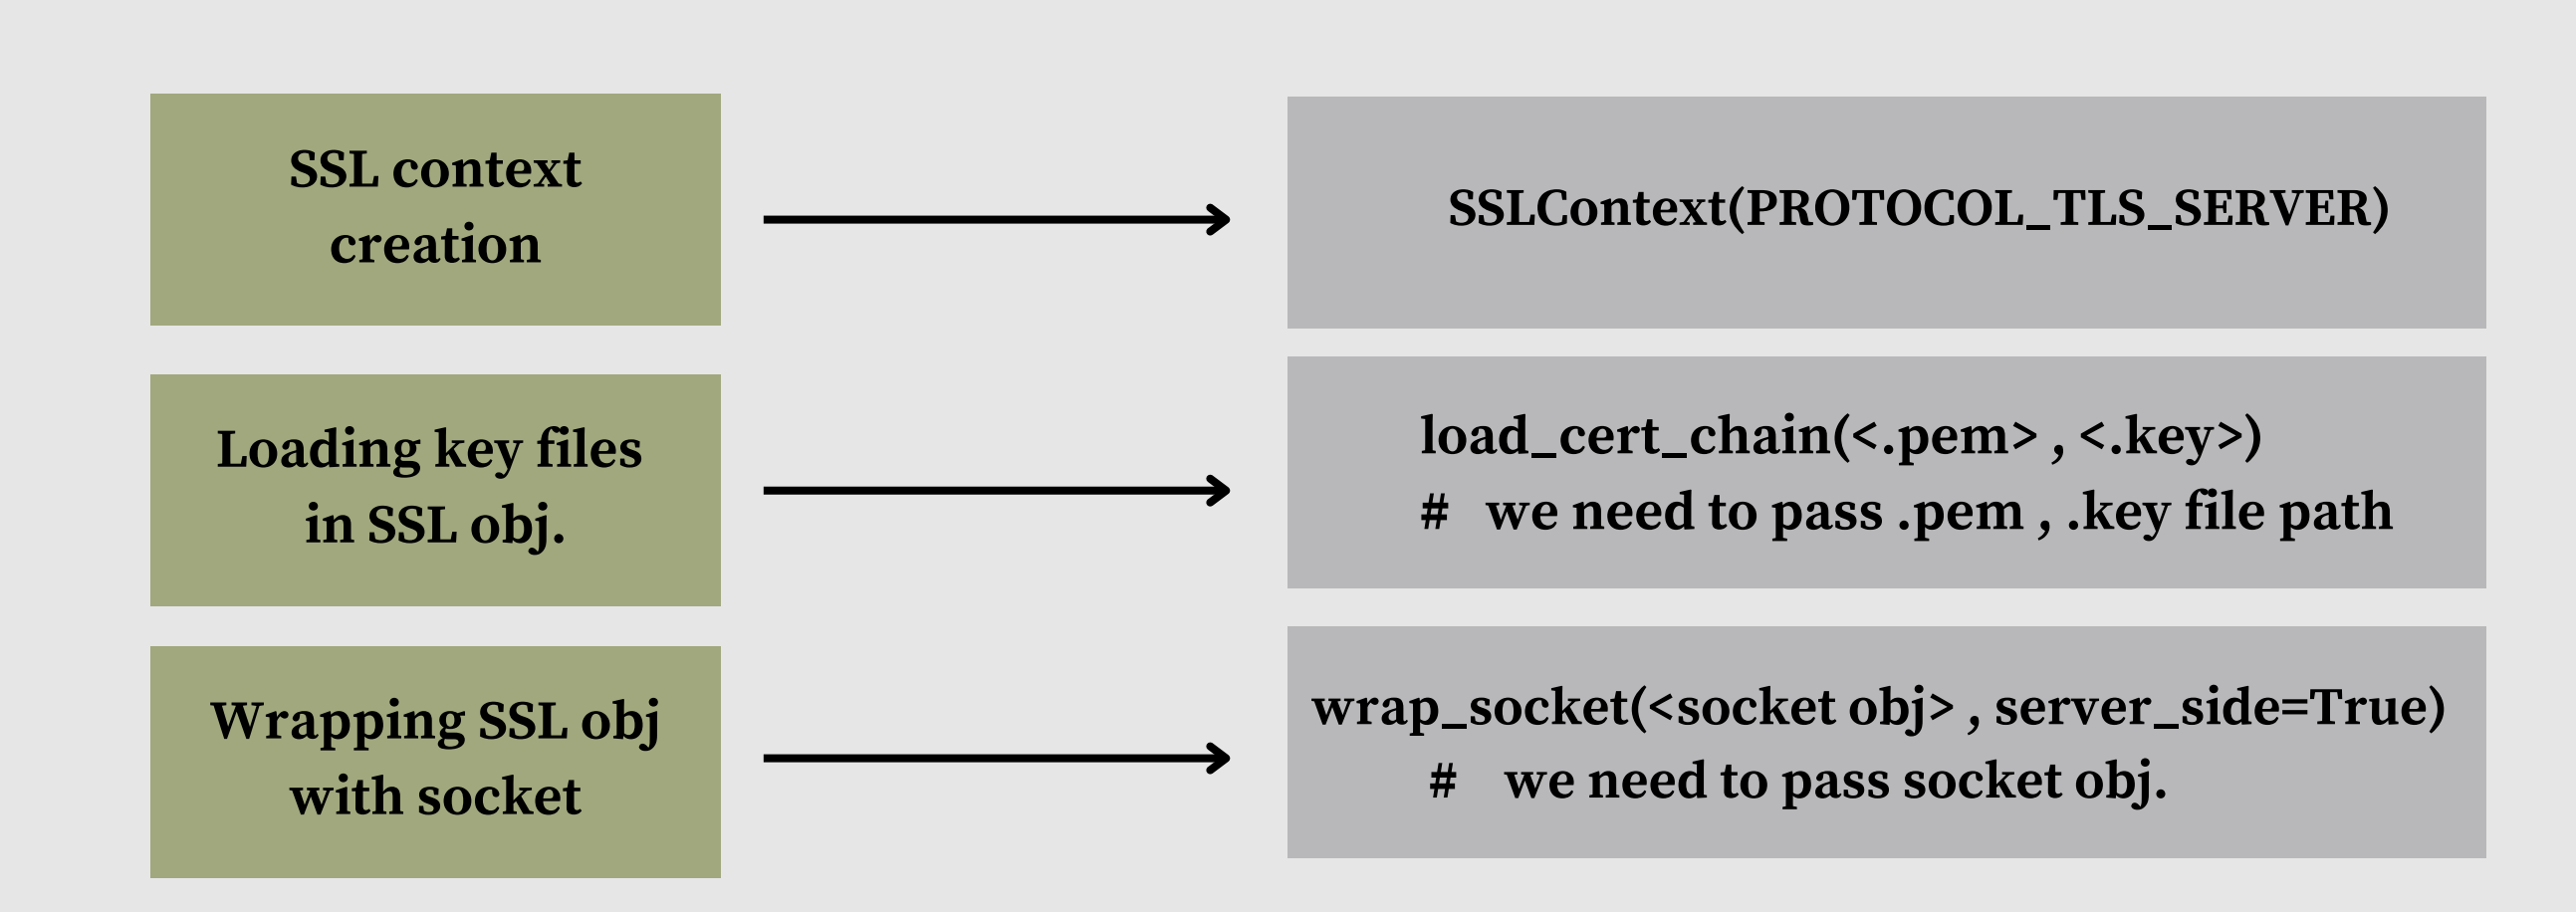 SSL context
creation
SSLContext(PROTOCOL_TLS_SERVER)
Loading key files
in SSL obj.
load_cert_chain(<.pem> , <.key>)
# we need to pass .pem , .key file path
Wrapping SSL obj
with socket
wrap_socket(<socket obj> , server_side=True)
# we need to pass socket obj.